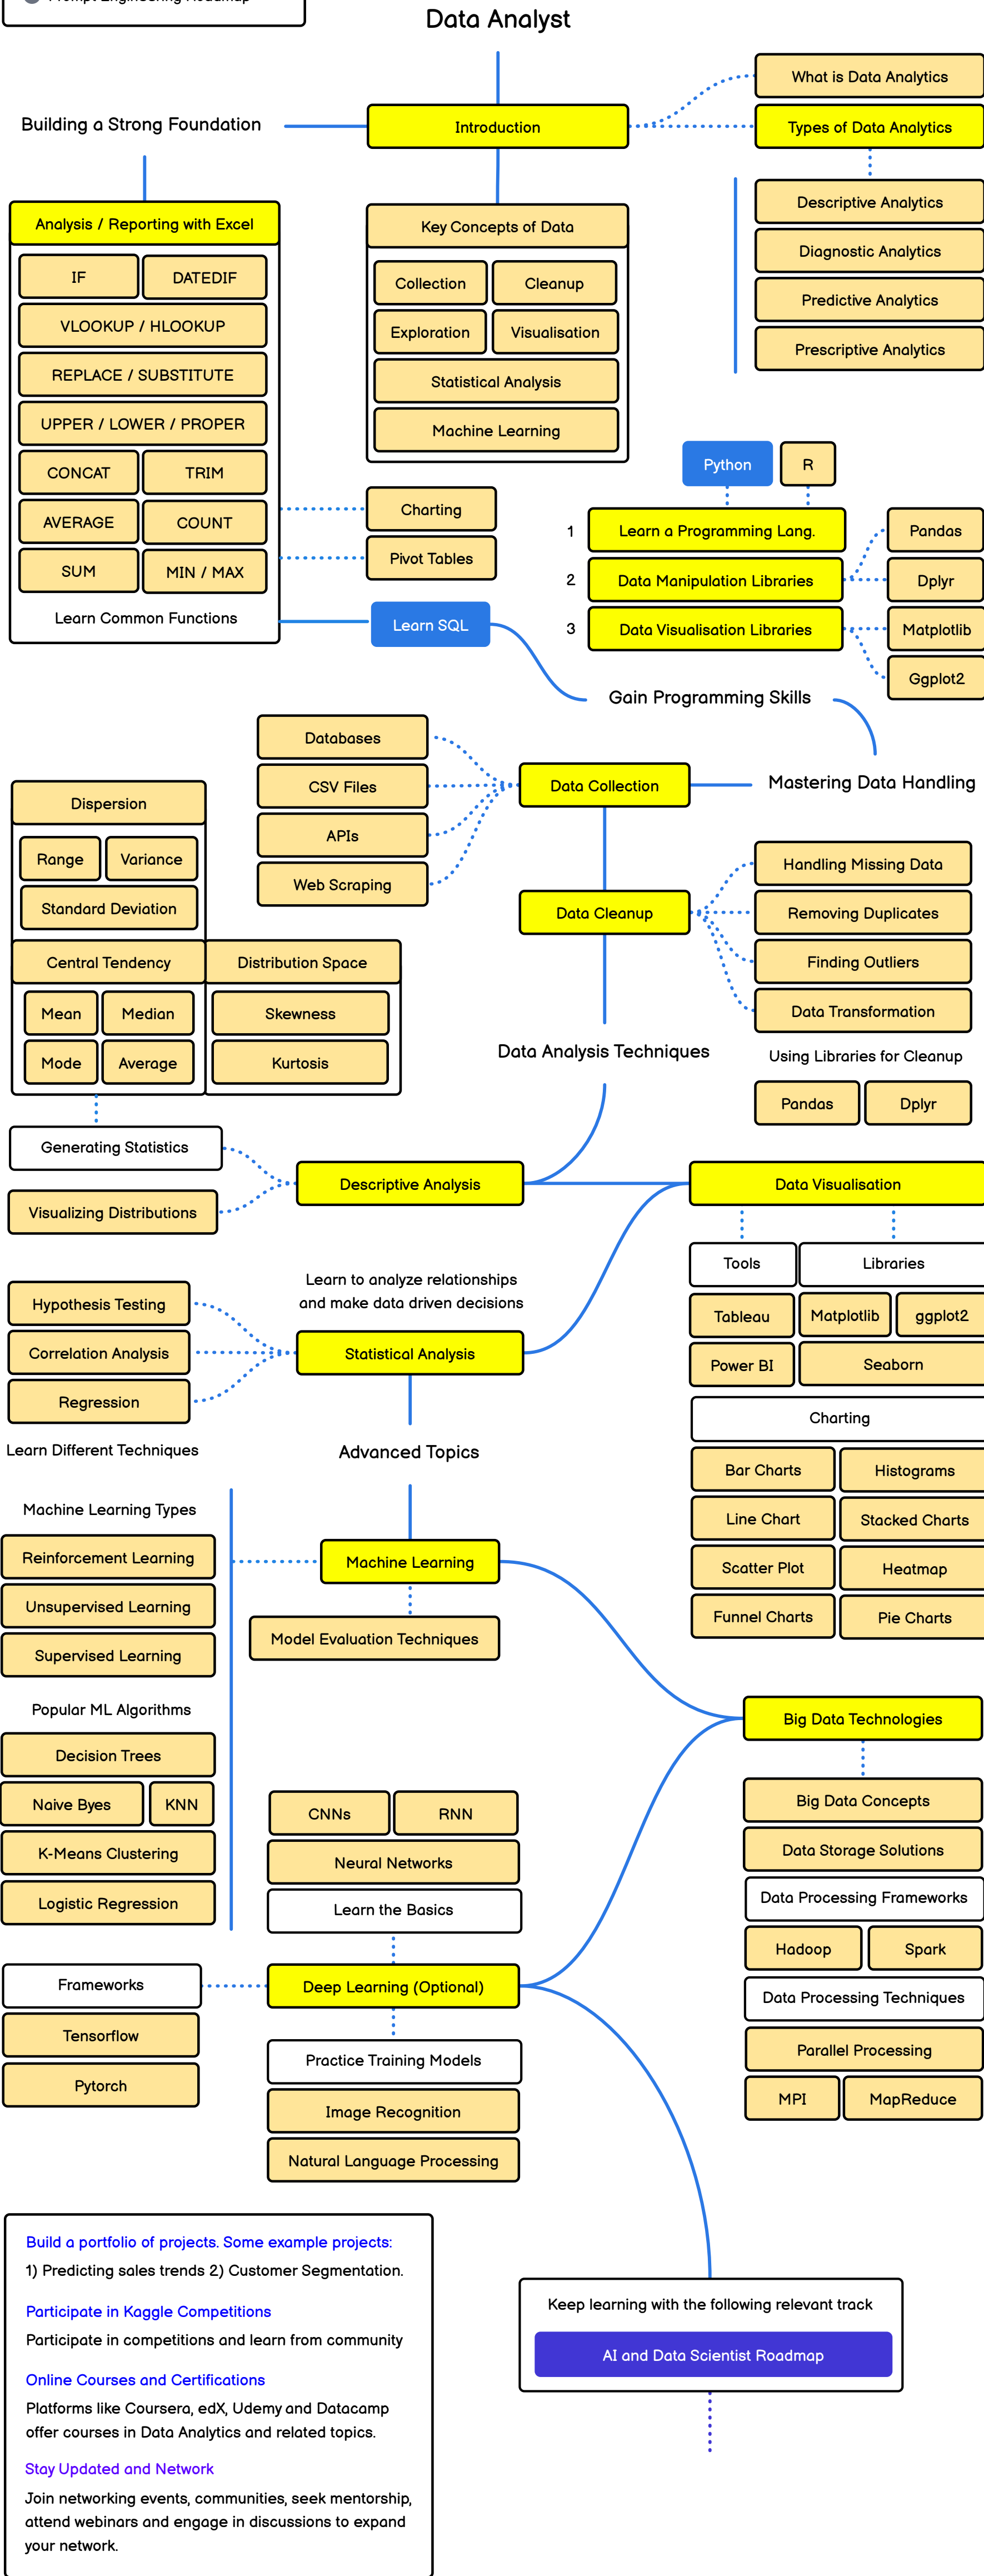 Prompt Engineering Roadmap
Data Analyst
What is Data Analytics
Building a Strong Foundation
Introduction
Types of Data Analytics
Descriptive Analytics
Diagnostic Analytics
Predictive Analytics
Prescriptive Analytics
Analysis / Reporting with Excel
IF
DATEDIF
VLOOKUP / HLOOKUP
REPLACE / SUBSTITUTE
UPPER / LOWER / PROPER
CONCAT
TRIM
AVERAGE
COUNT
SUM
MIN / MAX
Learn Common Functions
Key Concepts of Data
Collection
Cleanup
Exploration
Visualisation
Statistical Analysis
Machine Learning
Charting
Pivot Tables
Learn SQL
Python
R
1
Learn a Programming Lang.
2
Data Manipulation Libraries
3
Data Visualisation Libraries
Pandas
Dplyr
Matplotlib
Ggplot2
Gain Programming Skills
Mastering Data Handling
Data Collection
Databases
CSV Files
APIs
Web Scraping
Data Cleanup
Handling Missing Data
Removing Duplicates
Finding Outliers
Data Transformation
Using Libraries for Cleanup
Pandas
Dplyr
Dispersion
Range
Variance
Standard Deviation
Central Tendency
Mean
Median
Mode
Average
Distribution Space
Skewness
Kurtosis
Data Analysis Techniques
Generating Statistics
Visualizing Distributions
Descriptive Analysis
Data Visualisation
Tools
Libraries
Tableau
Matplotlib
ggplot2
Power BI
Seaborn
Charting
Bar Charts
Histograms
Line Chart
Stacked Charts
Scatter Plot
Heatmap
Funnel Charts
Pie Charts
Learn to analyze relationships
and make data driven decisions
Statistical Analysis
Hypothesis Testing
Correlation Analysis
Regression
Learn Different Techniques
Advanced Topics
Machine Learning
Model Evaluation Techniques
Machine Learning Types
Reinforcement Learning
Unsupervised Learning
Supervised Learning
Popular ML Algorithms
Decision Trees
Naive Byes
KNN
K-Means Clustering
Logistic Regression
Big Data Technologies
Big Data Concepts
Data Storage Solutions
Data Processing Frameworks
Hadoop
Spark
Data Processing Techniques
Parallel Processing
MPI
MapReduce
CNNs
RNN
Neural Networks
Learn the Basics
Deep Learning (Optional)
Frameworks
Tensorflow
Pytorch
Practice Training Models
Image Recognition
Natural Language Processing
Build a portfolio of projects. Some example projects:
1) Predicting sales trends 2) Customer Segmentation.
Participate in Kaggle Competitions
Participate in competitions and learn from community
Online Courses and Certifications
Platforms like Coursera, edX, Udemy and Datacamp
offer courses in Data Analytics and related topics.
Stay Updated and Network
Join networking events, communities, seek mentorship,
attend webinars and engage in discussions to expand
your network.
Keep learning with the following relevant track
AI and Data Scientist Roadmap